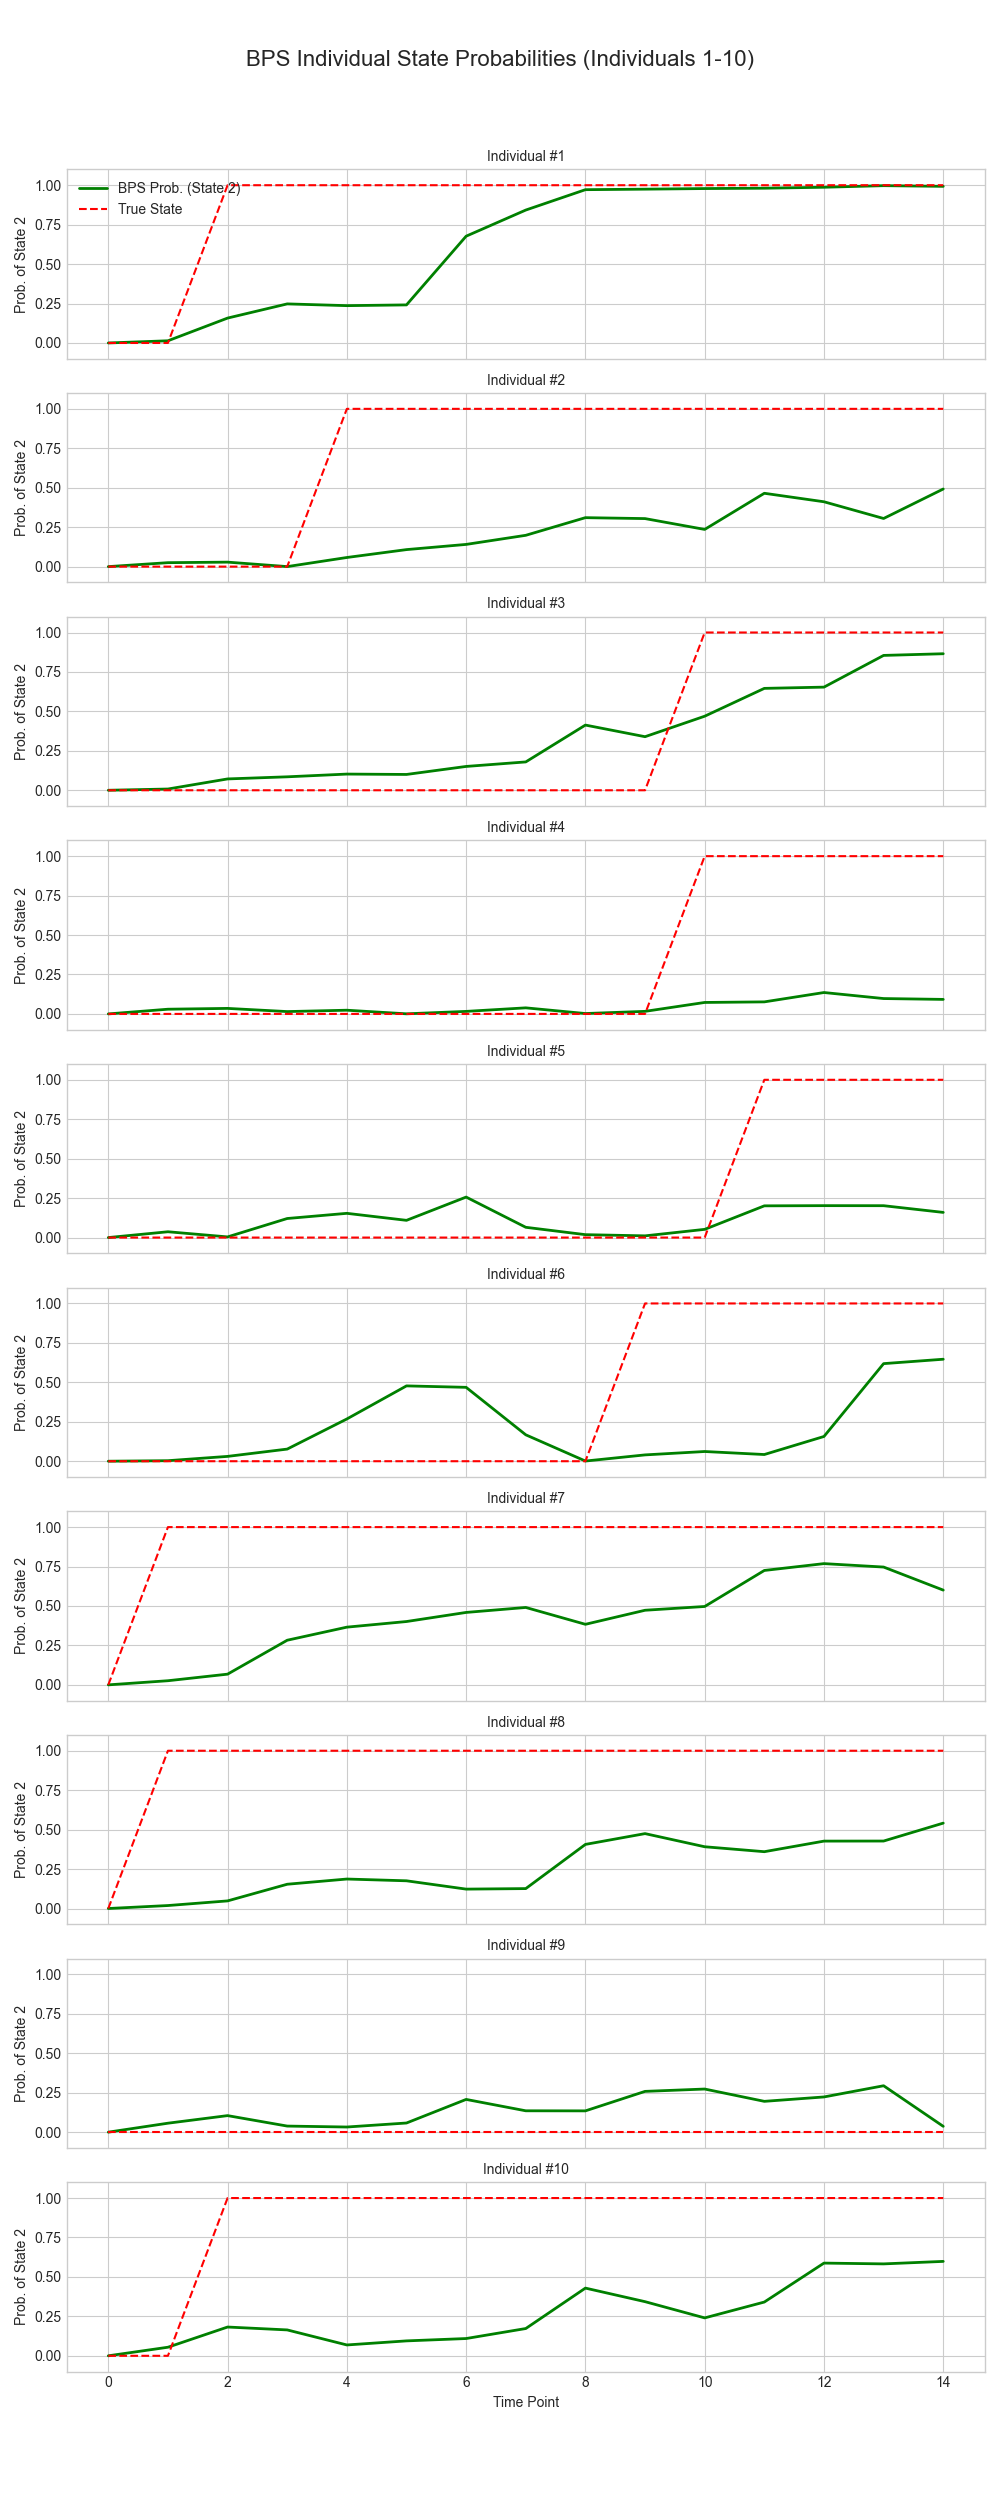 BPS Individual State Probabilities (Individuals 1-10)
Individual #1
BPS Prob. (State 2)
True State
1.00
0.75
0.50
0.25
0.00
Prob. of State 2
Individual #2
1.00
0.75
0.50
0.25
0.00
Prob. of State 2
Individual #3
1.00
0.75
0.50
0.25
0.00
Prob. of State 2
Individual #4
1.00
0.75
0.50
0.25
0.00
Prob. of State 2
Individual #5
1.00
0.75
0.50
0.25
0.00
Prob. of State 2
Individual #6
1.00
0.75
0.50
0.25
0.00
Prob. of State 2
Individual #7
1.00
0.75
0.50
0.25
0.00
Prob. of State 2
Individual #8
1.00
0.75
0.50
0.25
0.00
Prob. of State 2
Individual #9
1.00
0.75
0.50
0.25
0.00
Prob. of State 2
Individual #10
1.00
0.75
0.50
0.25
0.00
Prob. of State 2
0 2 4 6 8 10 12 14
Time Point